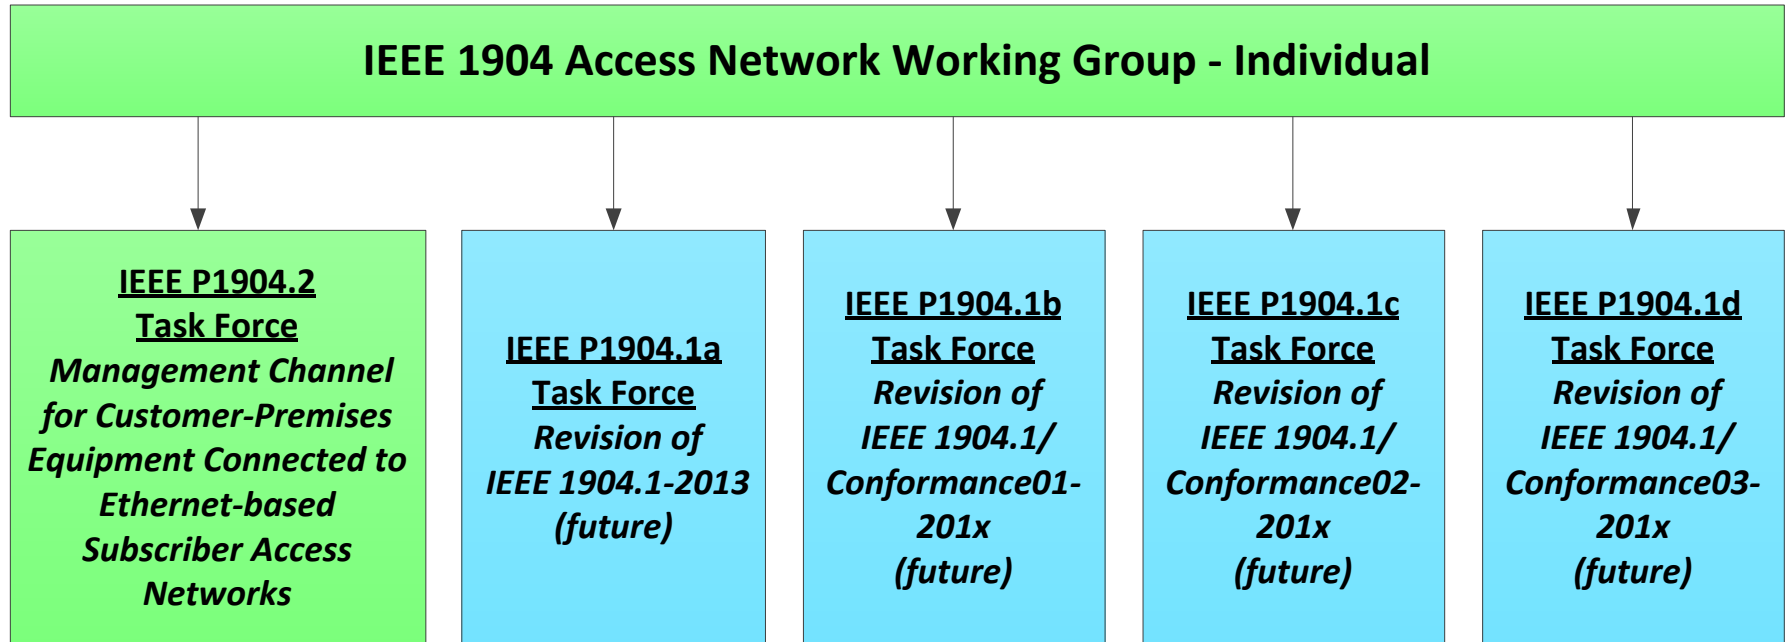 IEEE 1904 Access Network Working Group - Individual
IEEE P1904.2
Task Force
Management Channel
for Customer-Premises
Equipment Connected to
Ethernet-based
Subscriber Access
Networks
IEEE P1904.1a
Task Force
Revision of
IEEE 1904.1-2013
(future)
IEEE P1904.1b
Task Force
Revision of
IEEE 1904.1/
Conformance01-
201x
(future)
IEEE P1904.1c
Task Force
Revision of
IEEE 1904.1/
Conformance02-
201x
(future)
IEEE P1904.1d
Task Force
Revision of
IEEE 1904.1/
Conformance03-
201x
(future)